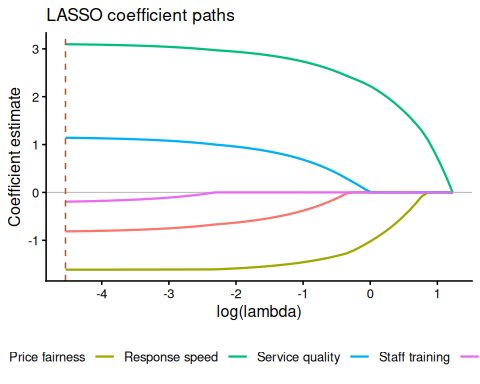 LASSO coefficient paths
Coefficient estimate
3
2
1
0
-1
-4
-3
-2
-1
0
1
log(lambda)
Price fairness Response speed Service quality Staff training